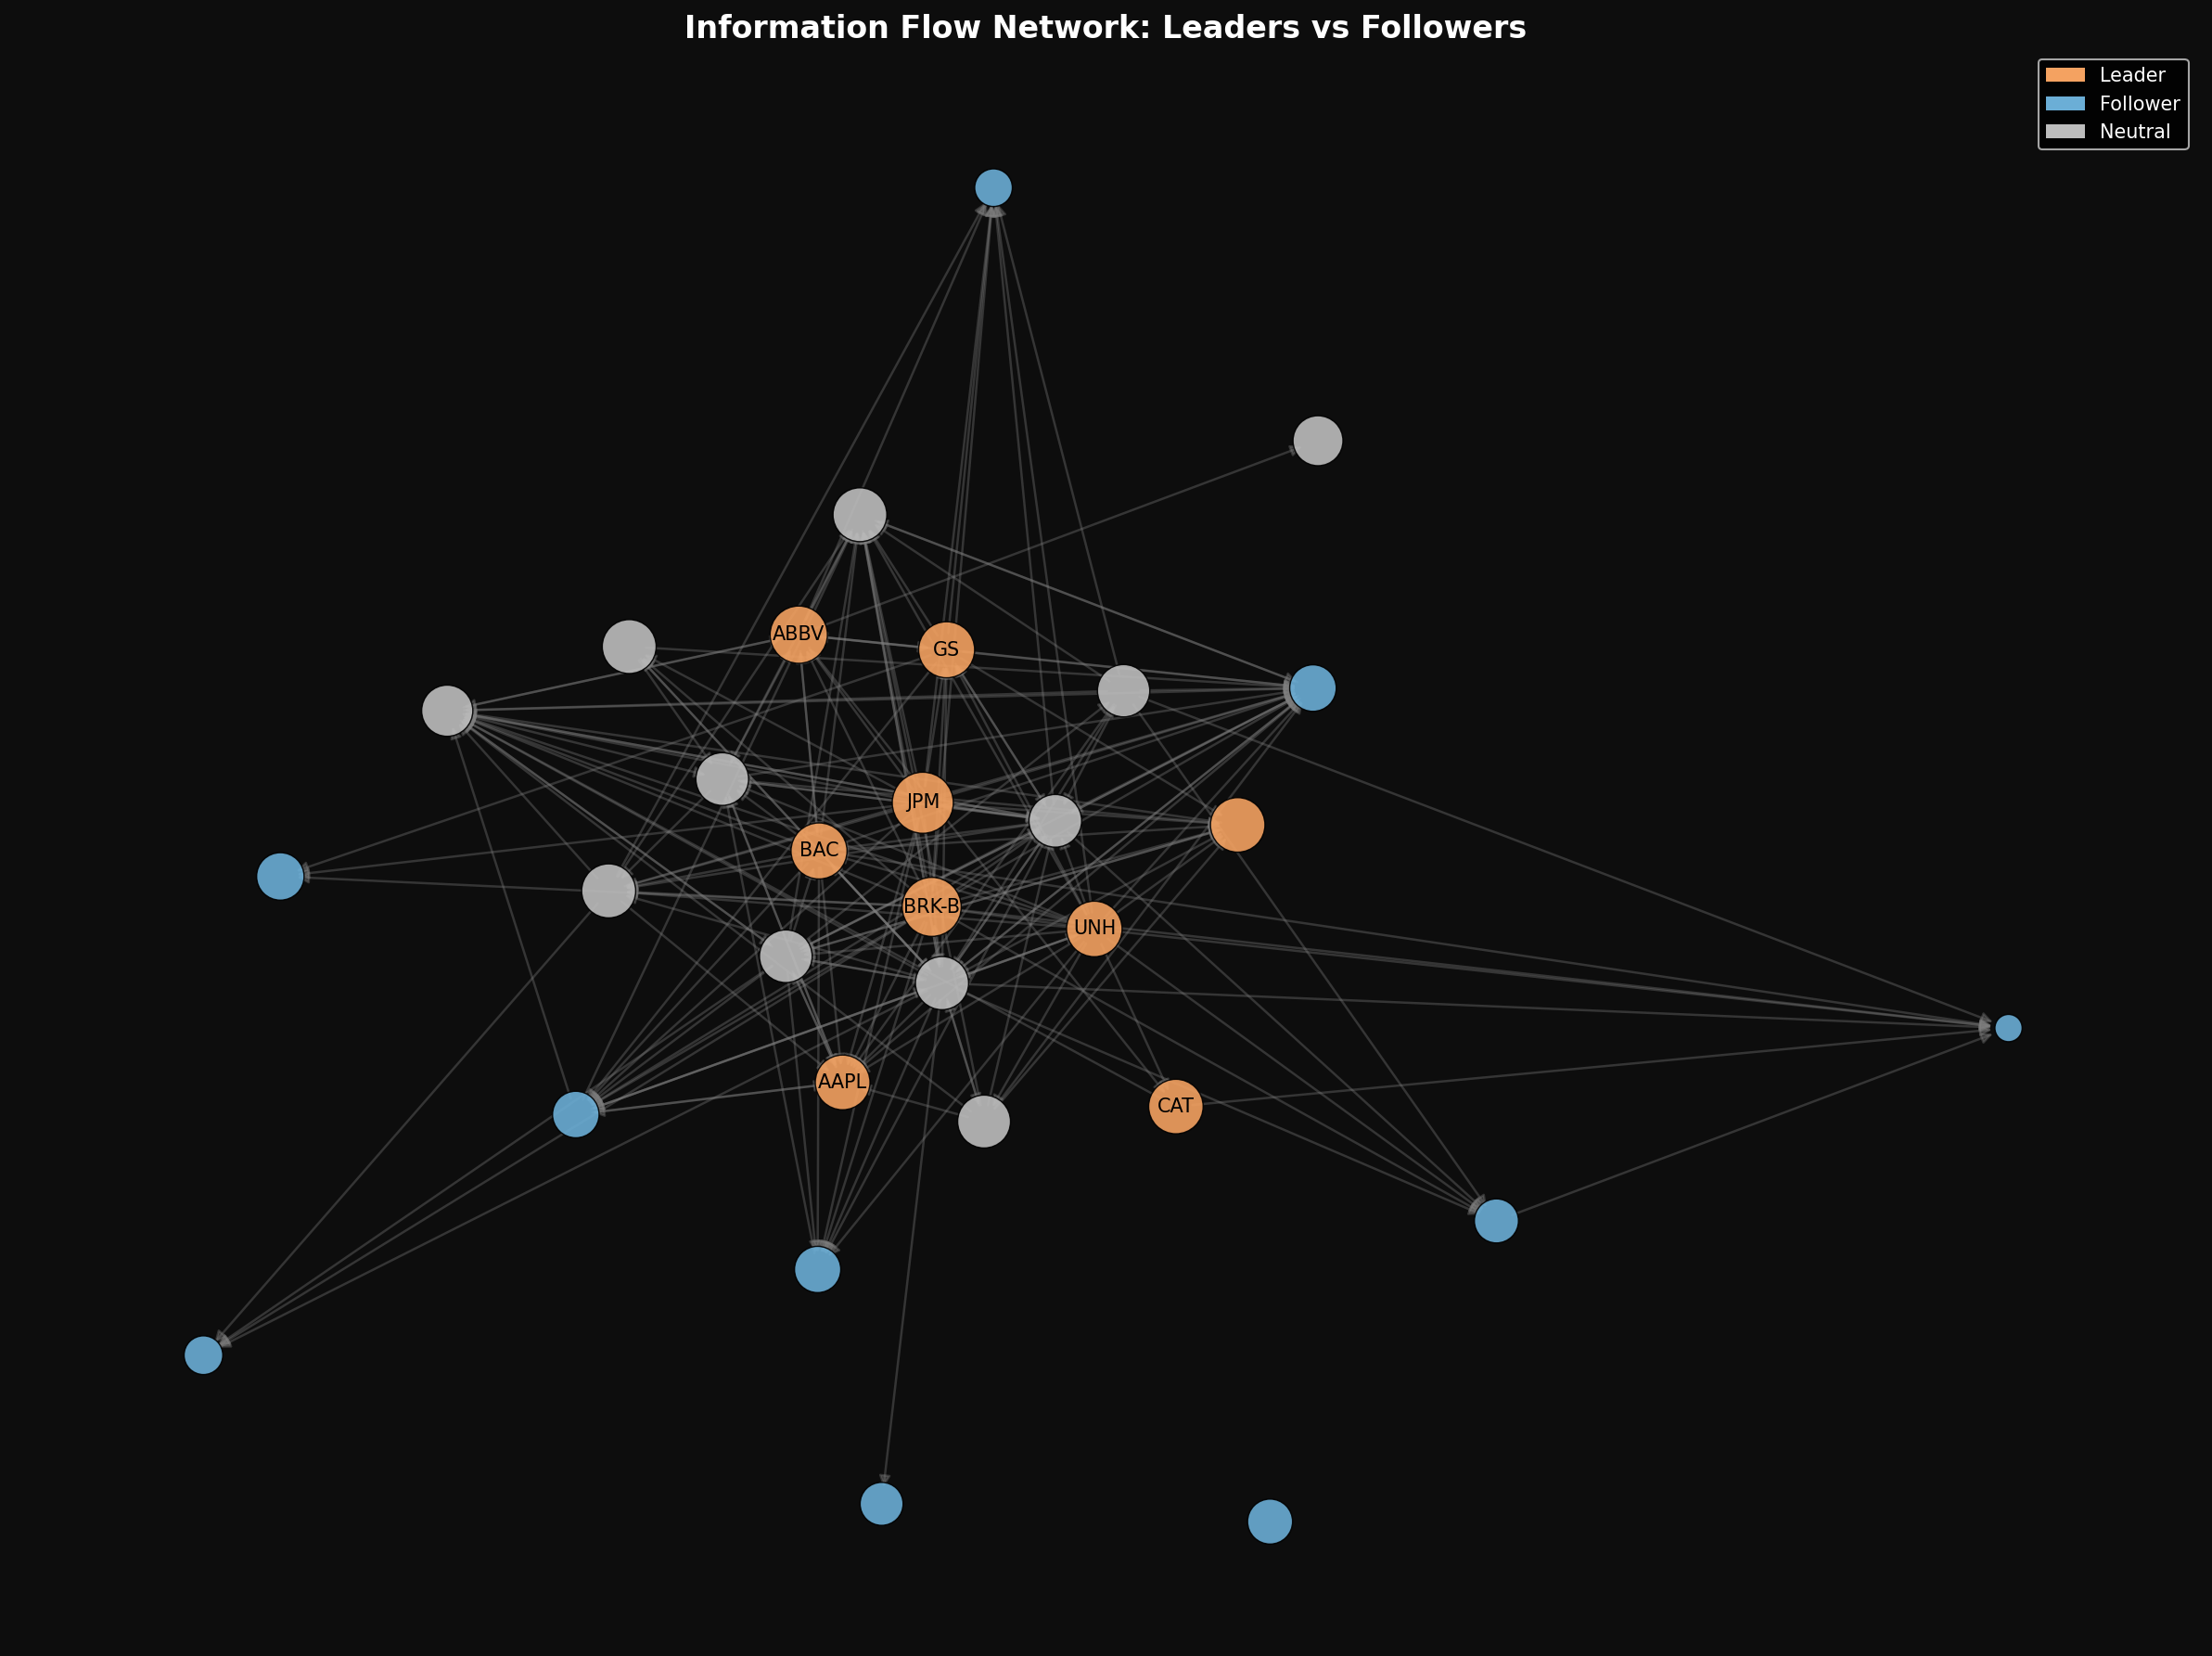 Information Flow Network: Leaders vs Followers
Leader
Follower
Neutral
ABBV
GS
JPM
BAC
BRK-B
UNH
AAPL
CAT